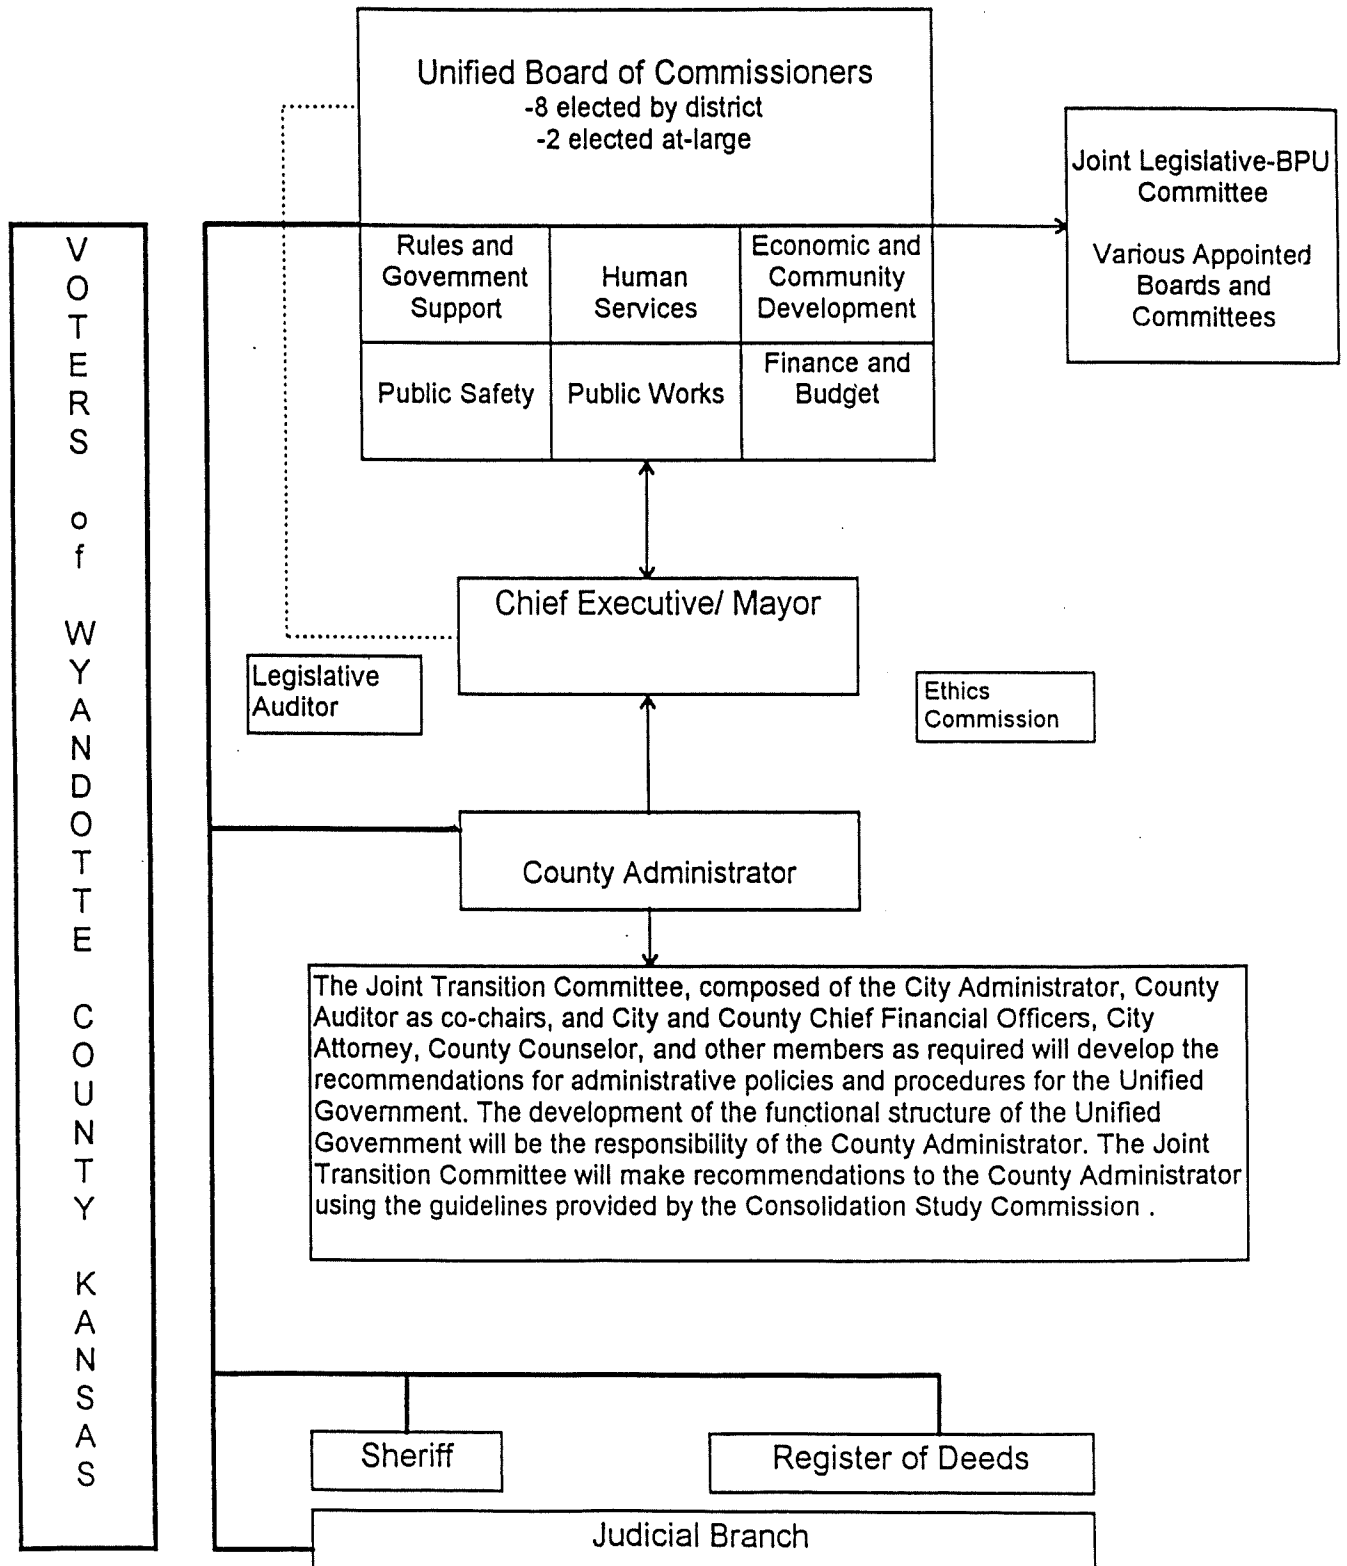 Unified Board of Commissioners
-8 elected by district
-2 elected at-large
Joint Legislative-BPU
Committee
Various Appointed
Boards and
Committees
Rules and
Government
Support
Human
Services
Economic and
Community
Development
Public Safety
Public Works
Finance and
Budget
VOTERS of WYANDOTTE COUNTY KANSAS
Chief Executive/ Mayor
Legislative
Auditor
Ethics
Commission
County Administrator
The Joint Transition Committee, composed of the City Administrator, County
Auditor as co-chairs, and City and County Chief Financial Officers, City
Attorney, County Counselor, and other members as required will develop the
recommendations for administrative policies and procedures for the Unified
Government. The development of the functional structure of the Unified
Government will be the responsibility of the County Administrator. The Joint
Transition Committee will make recommendations to the County Administrator
using the guidelines provided by the Consolidation Study Commission .
Sheriff
Register of Deeds
Judicial Branch